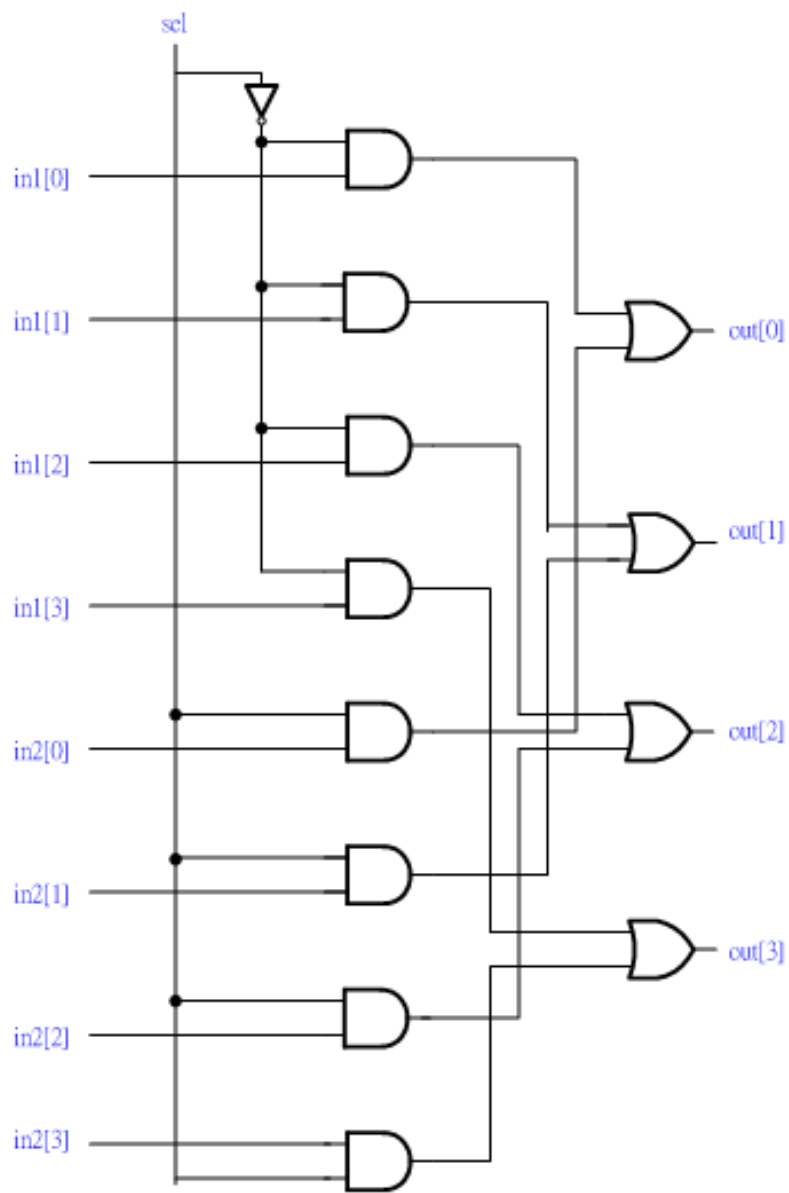 sel
in1[0]
in1[1]
out[0]
in1[2]
out[1]
in1[3]
in2[0]
out[2]
in2[1]
out[3]
in2[2]
in2[3]